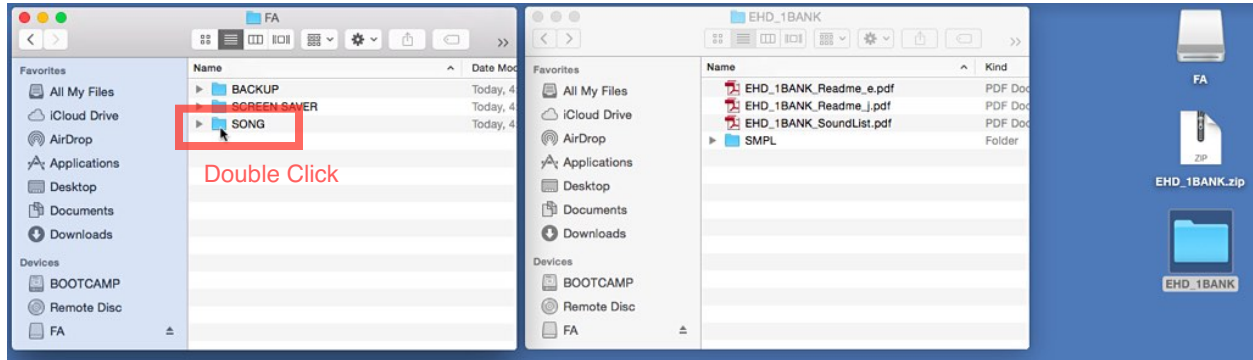 FA
Favorites
All My Files
iCloud Drive
AirDrop
Applications
Desktop
Documents
Downloads
Devices
BOOTCAMP
Remote Disc
FA
Name
Date Mod
BACKUP
Today, 4:
SCREEN SAVER
Today, 4
SONG
Today, 4
Double Click
EHD_1BANK
Favorites
All My Files
iCloud Drive
AirDrop
Applications
Desktop
Documents
Downloads
Devices
BOOTCAMP
Remote Disc
FA
Name
Kind
EHD_1BANK_Readme_e.pdf
PDF Doc
EHD_1BANK_Readme_j.pdf
PDF Doc
EHD_1BANK_SoundList.pdf
PDF Doc
SMPL
Folder
FA
ZIP
EHD_1BANK.zip
EHD_1BANK